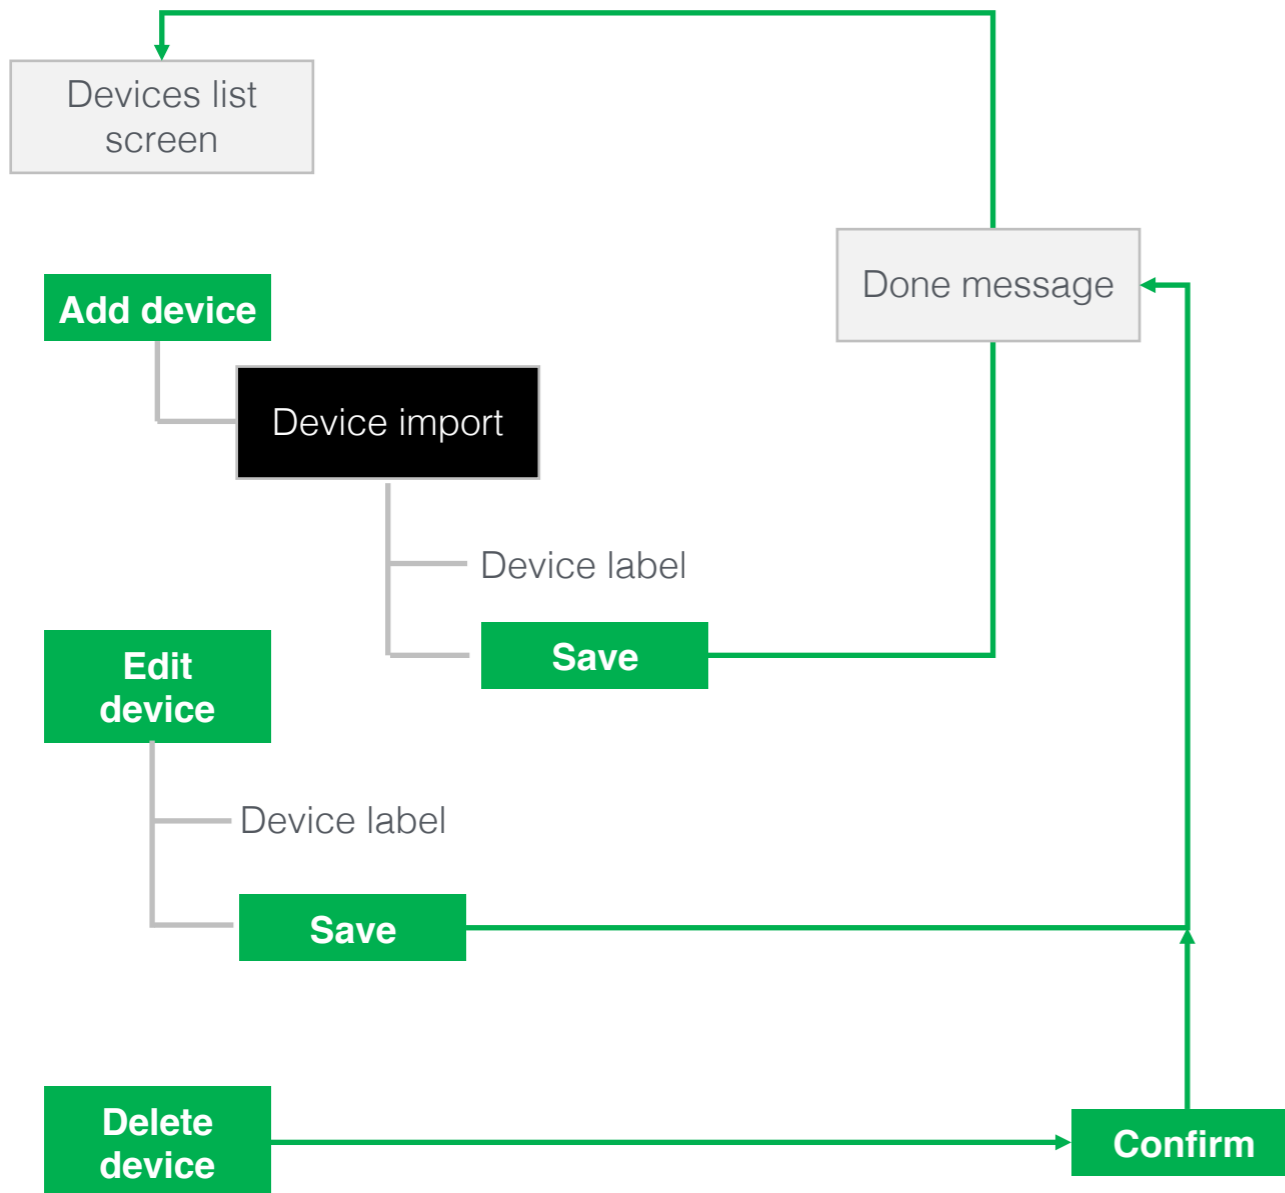 Devices list
screen
Done message
Add device
Device import
Device label
Save
Edit
device
Device label
Save
Delete
device
Confirm